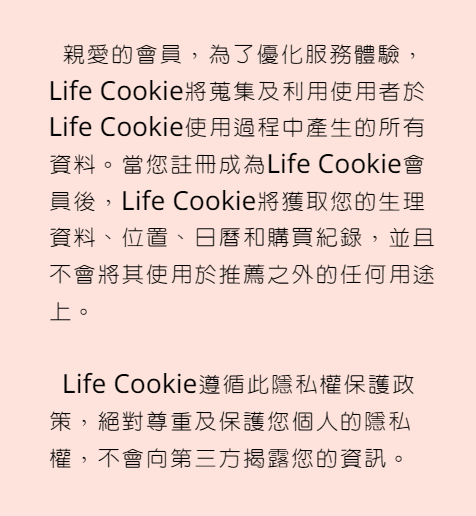 親愛的會員，為了優化服務體驗，
Life Cookie將蒐集及利用使用者於
Life Cookie使用過程中產生的所有
資料。當您註冊成為Life Cookie會
員後，Life Cookie將獲取您的生理
資料、位置、日曆和購買紀錄，並且
不會將其使用於推薦之外的任何用途
上。
Life Cookie遵循此隱私權保護政
策，絕對尊重及保護您個人的隱私
權，不會向第三方揭露您的資訊。